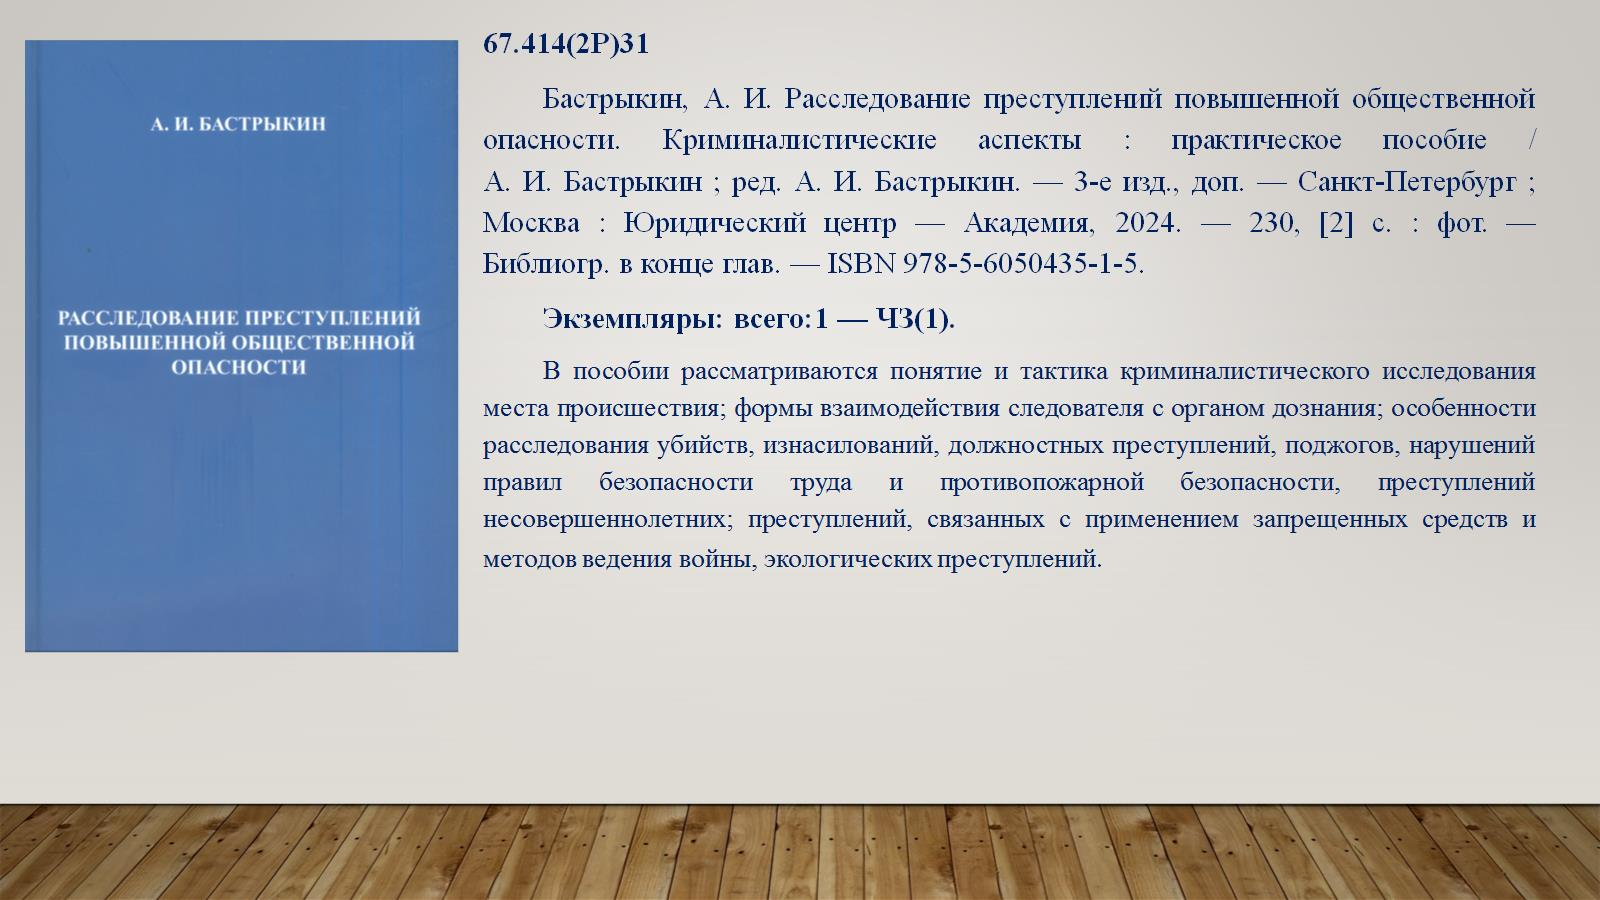 А. И. БАСТРЫКИН
РАССЛЕДОВАНИЕ ПРЕСТУПЛЕНИЙ
ПОВЫШЕННОЙ ОБЩЕСТВЕННОЙ
ОПАСНОСТИ
67.414(2Р)31
Бастрыкин, А. И. Расследование преступлений повышенной общественной
опасности. Криминалистические аспекты : практическое пособие /
А. И. Бастрыкин ; ред. А. И. Бастрыкин. — 3-е изд., доп. — Санкт-Петербург ;
Москва : Юридический центр — Академия, 2024. — 230, [2] с. : фот. —
Библиогр. в конце глав. — ISBN 978-5-6050435-1-5.
Экземпляры: всего:1 — ЧЗ(1).
В пособии рассматриваются понятие и тактика криминалистического исследования
места происшествия; формы взаимодействия следователя с органом дознания; особенности
расследования убийств, изнасилований, должностных преступлений, поджогов, нарушений
правил безопасности труда и противопожарной безопасности, преступлений
несовершеннолетних; преступлений, связанных с применением запрещенных средств и
методов ведения войны, экологических преступлений.